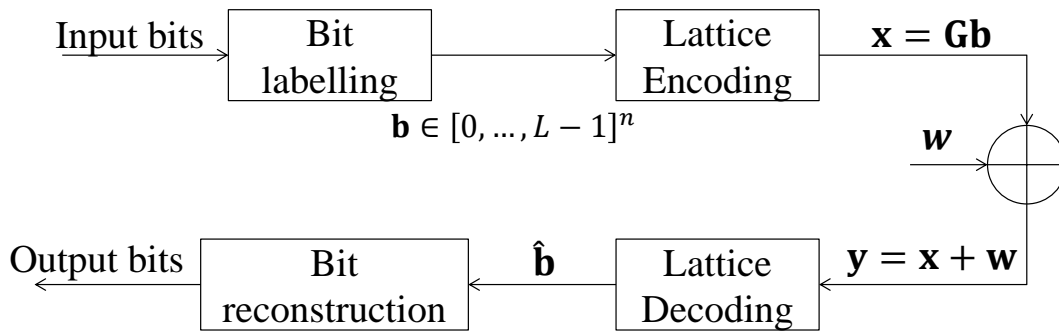 Input bits
Bit
labelling
Lattice
Encoding
𝐱 = 𝐆𝐛
𝐛 ∈ [0, … , 𝐿 − 1]ⁿ
𝒘
Output bits
Bit
reconstruction
𝐛̂
Lattice
Decoding
𝐲 = 𝐱 + 𝐰